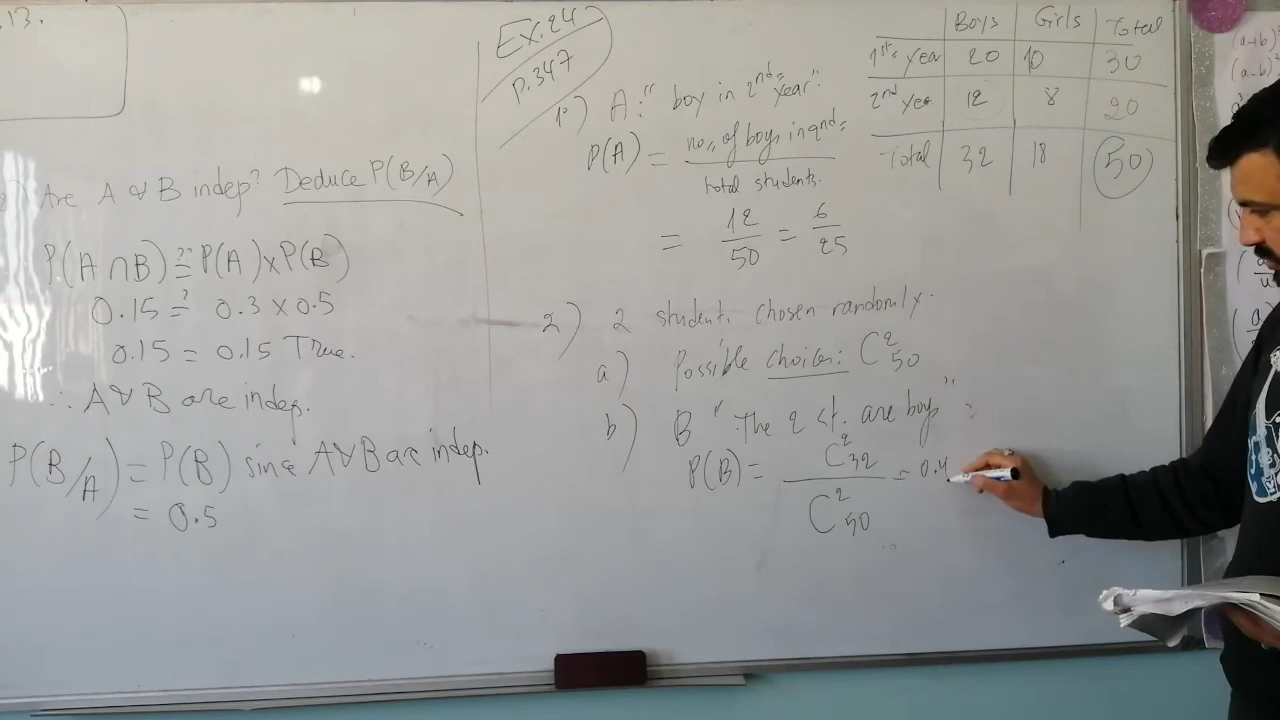 .13.
Are A & B indep? Deduce P(B/A)
P(A ∩ B) ≟ P(A) x P(B)
0.15 ≟ 0.3 x 0.5
0.15 = 0.15 True.
∴ A & B are indep.
P(B/A) = P(B) since A & B are indep.
= 0.5
Ex.24
p.347
1°) A: "boy in 2nd year".
P(A) = no. of boys in 2nd / total students.
= 12/50 = 6/25
2) 2 student. chosen randomly.
a) Possible choices: C²50
b) B "The 2 st. are boys":
P(B) = C²32 / C²50 = 0.4
Boys Girls Total
1st year 20 10 30
2nd year 12 8 20
Total 32 18 50
(a+b)²
(a-b)²